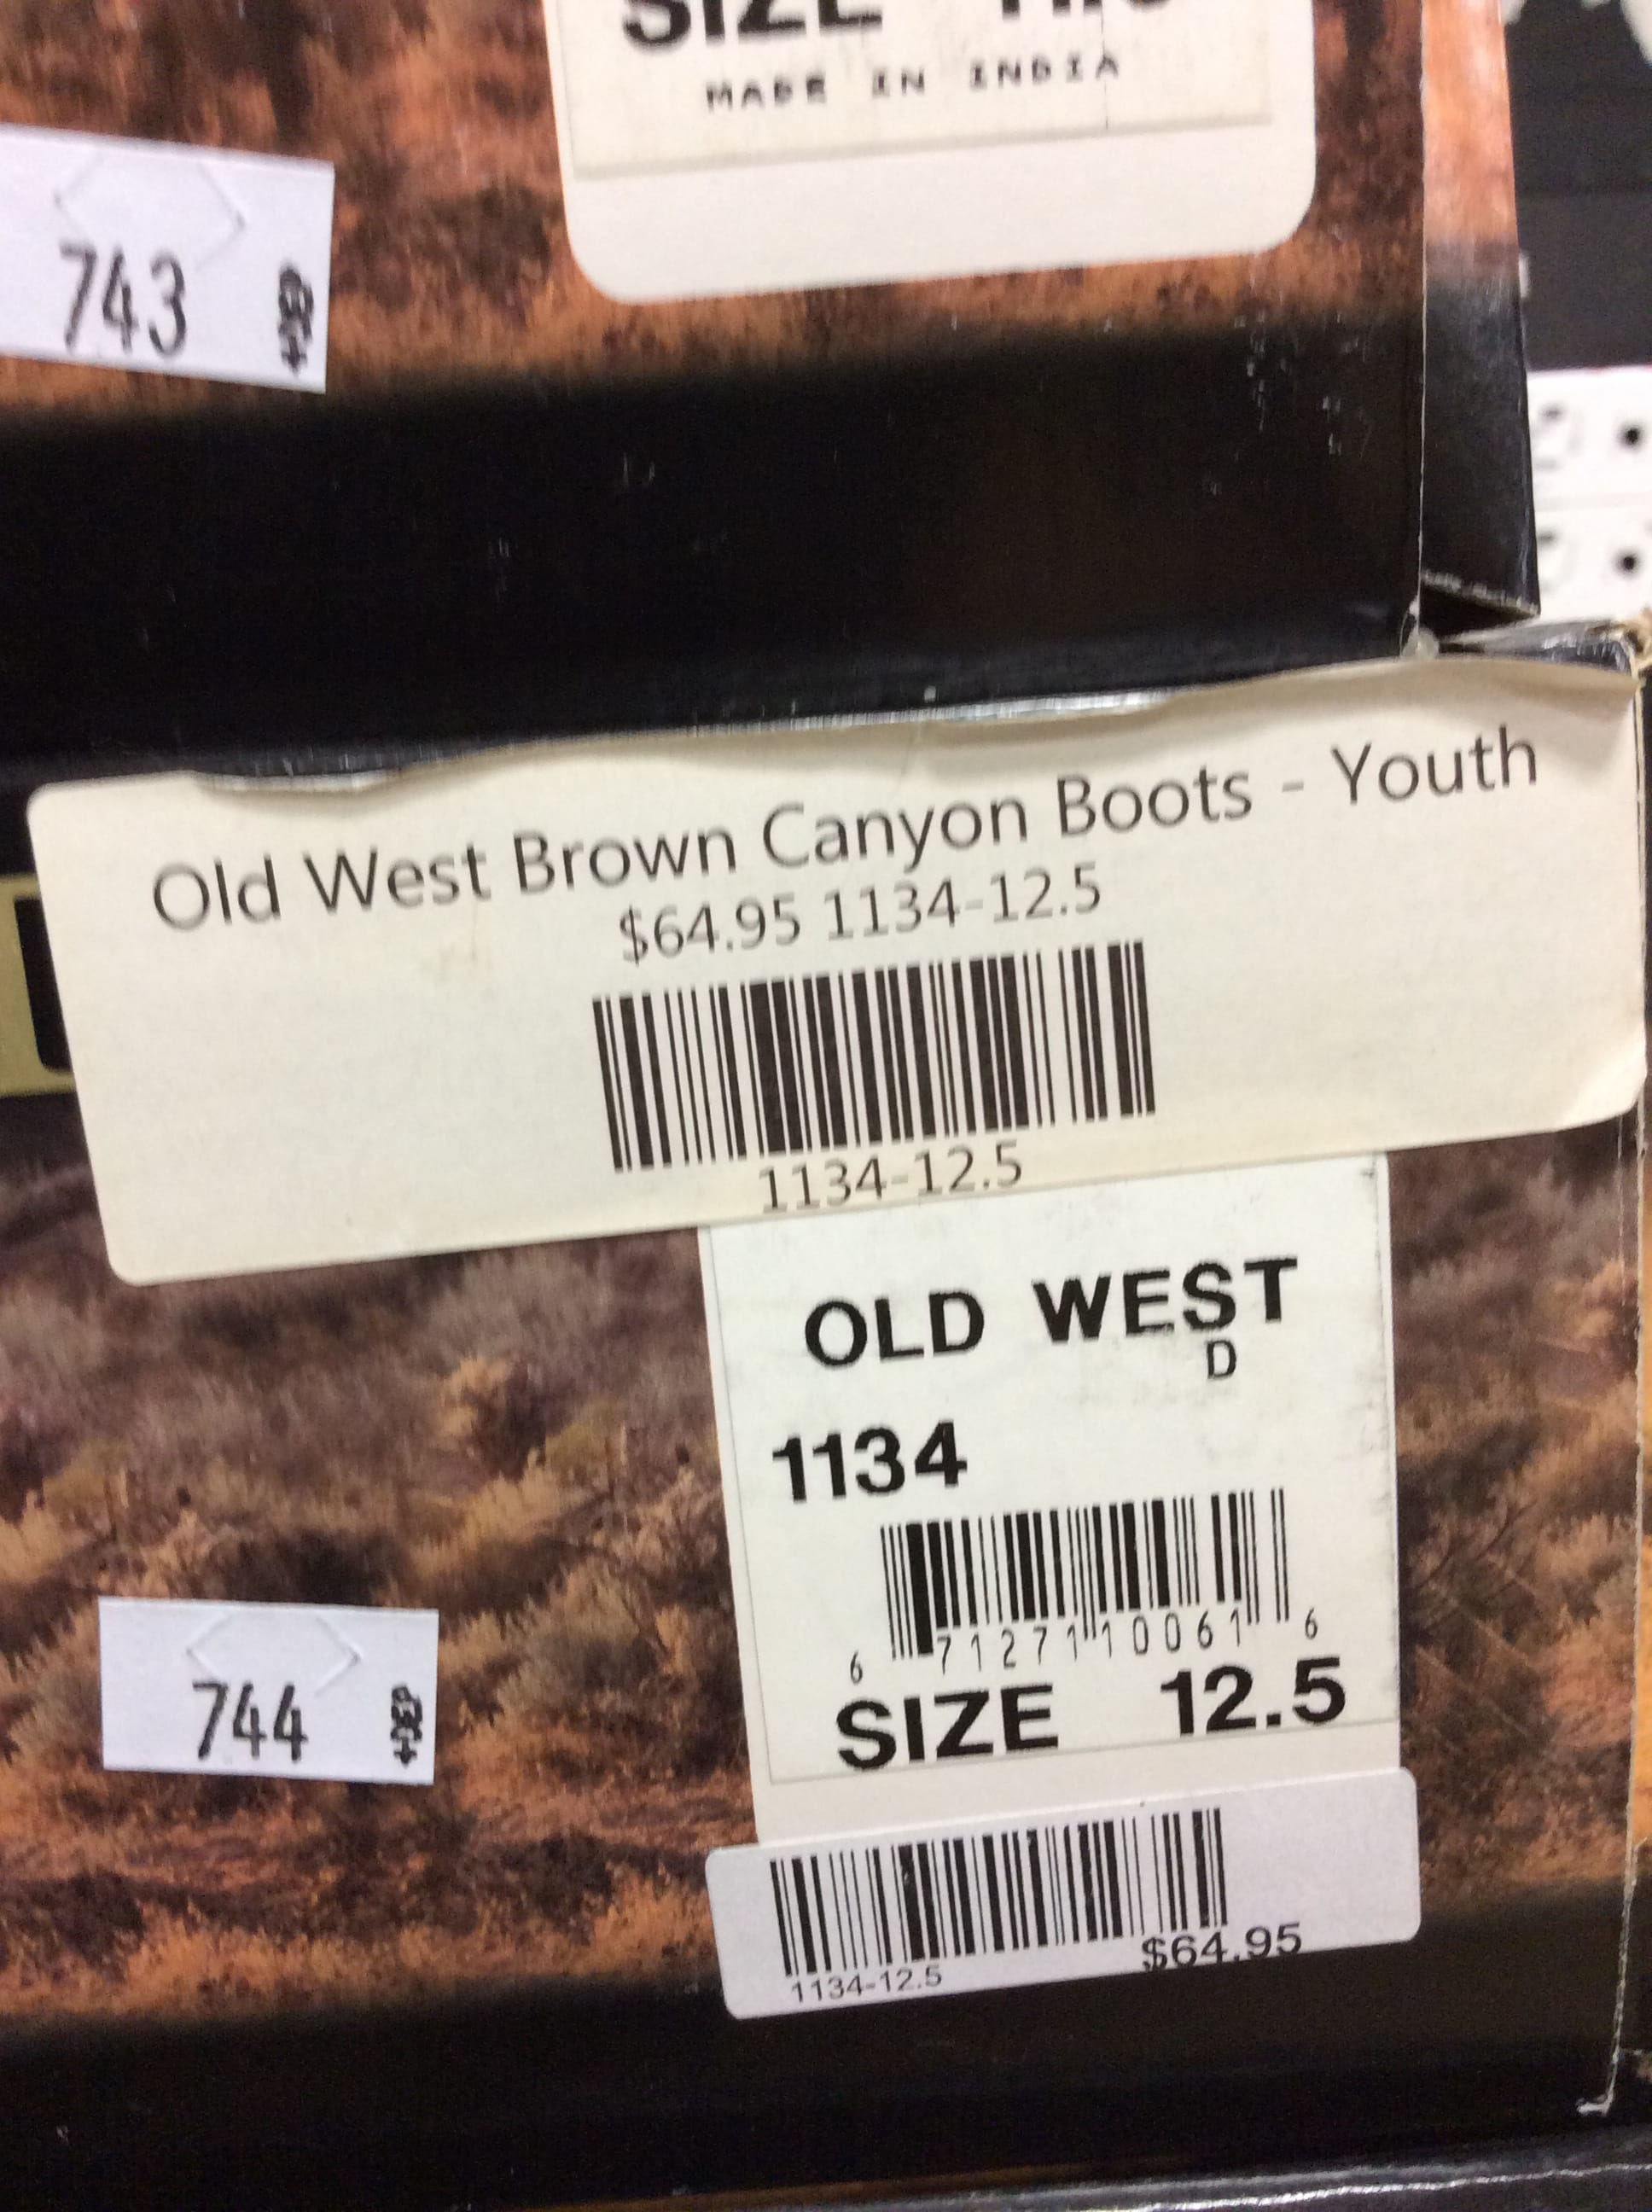 MADE IN INDIA
743
Old West Brown Canyon Boots - Youth
$64.95 1134-12.5
1134-12.5
OLD WEST
D
1134
6 71271 10061 6
SIZE 12.5
744
1134-12.5
$64.95